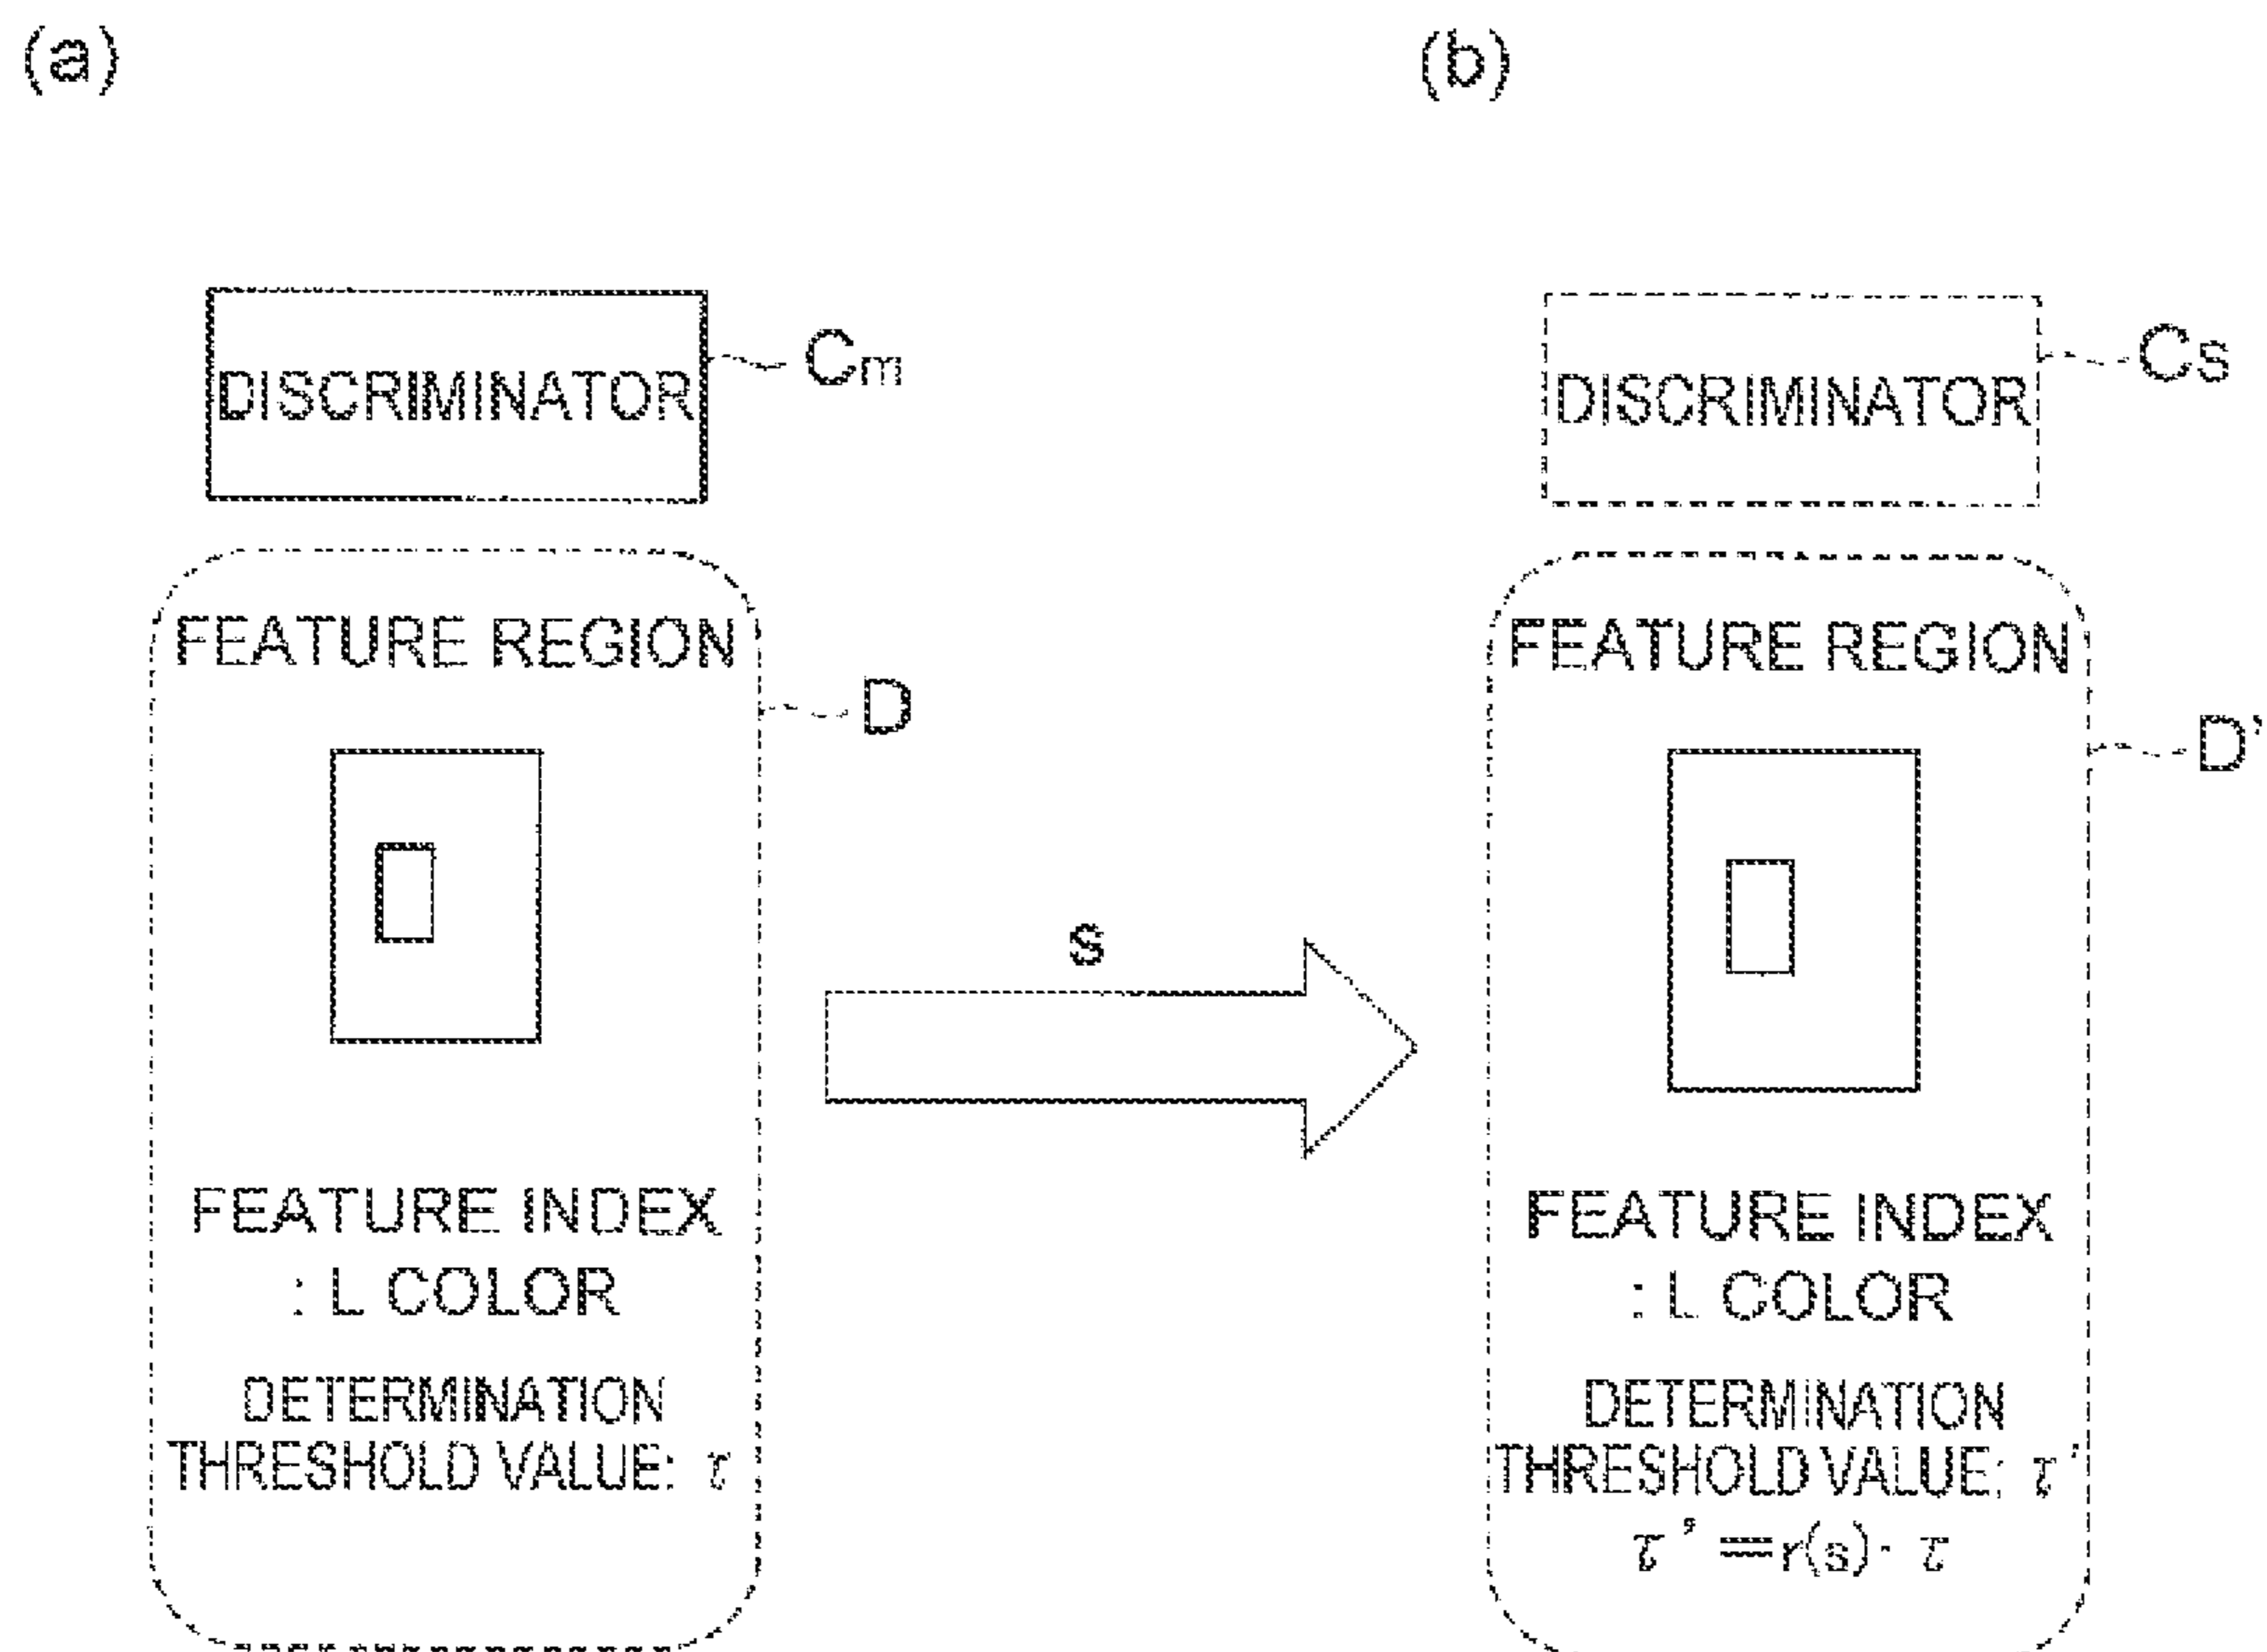 (a)
DISCRIMINATOR
Cm
FEATURE REGION
D
FEATURE INDEX
: L COLOR
DETERMINATION
THRESHOLD VALUE: τ
s
(b)
DISCRIMINATOR
Cs
FEATURE REGION
D'
FEATURE INDEX
: L COLOR
DETERMINATION
THRESHOLD VALUE: τ'
τ'=r(s)· τ